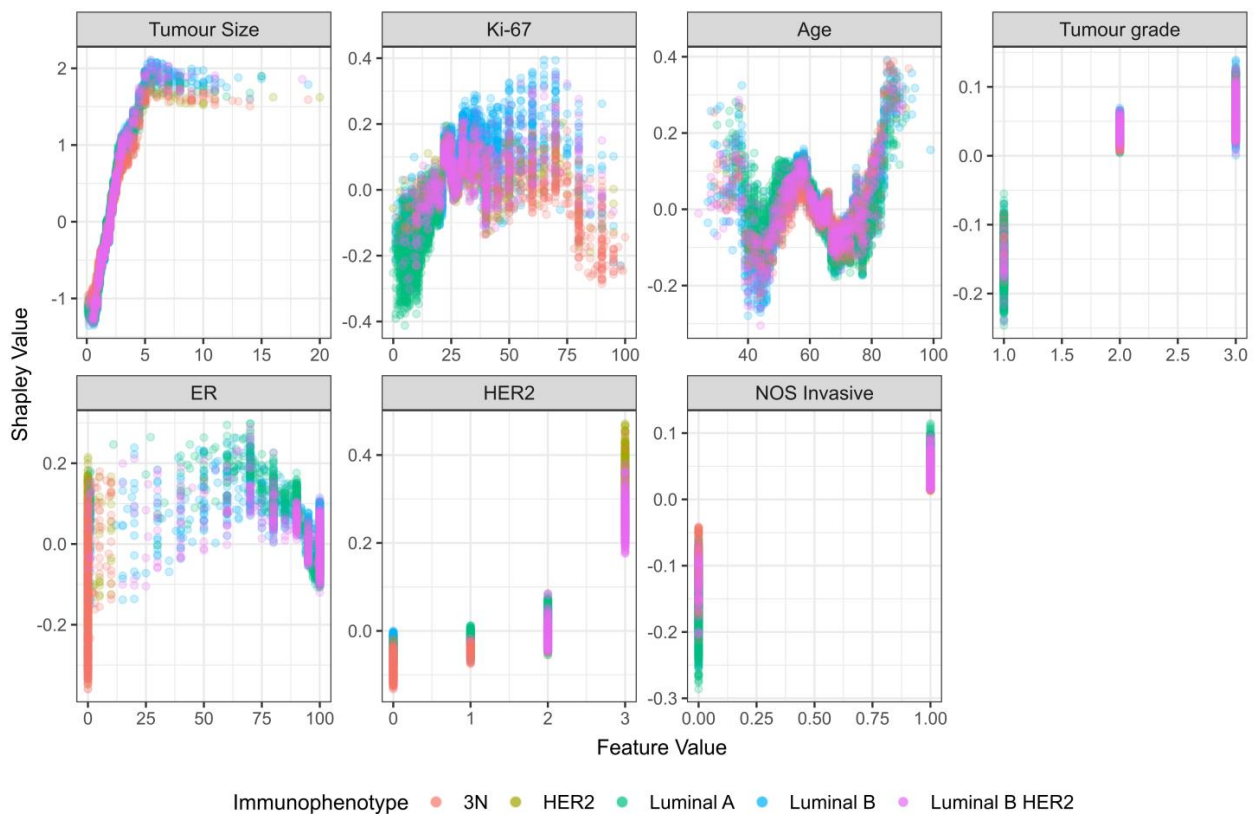 Tumour Size Ki-67 Age Tumour grade
2 0.4 0.4 0.1
1 0.2 0.2 0.0
0 0.0 0.0 -0.1
-1 -0.2 -0.2 -0.2
-0.4
0 5 10 15 20 0 25 50 75 100 40 60 80 100 1.0 1.5 2.0 2.5 3.0
Shapley Value
ER HER2 NOS Invasive
0.2 0.4 0.1
0.0 0.2 0.0
-0.2 0.0 -0.1
-0.2
-0.3
0 25 50 75 100 0 1 2 3 0.00 0.25 0.50 0.75 1.00
Feature Value
Immunophenotype 3N HER2 Luminal A Luminal B Luminal B HER2